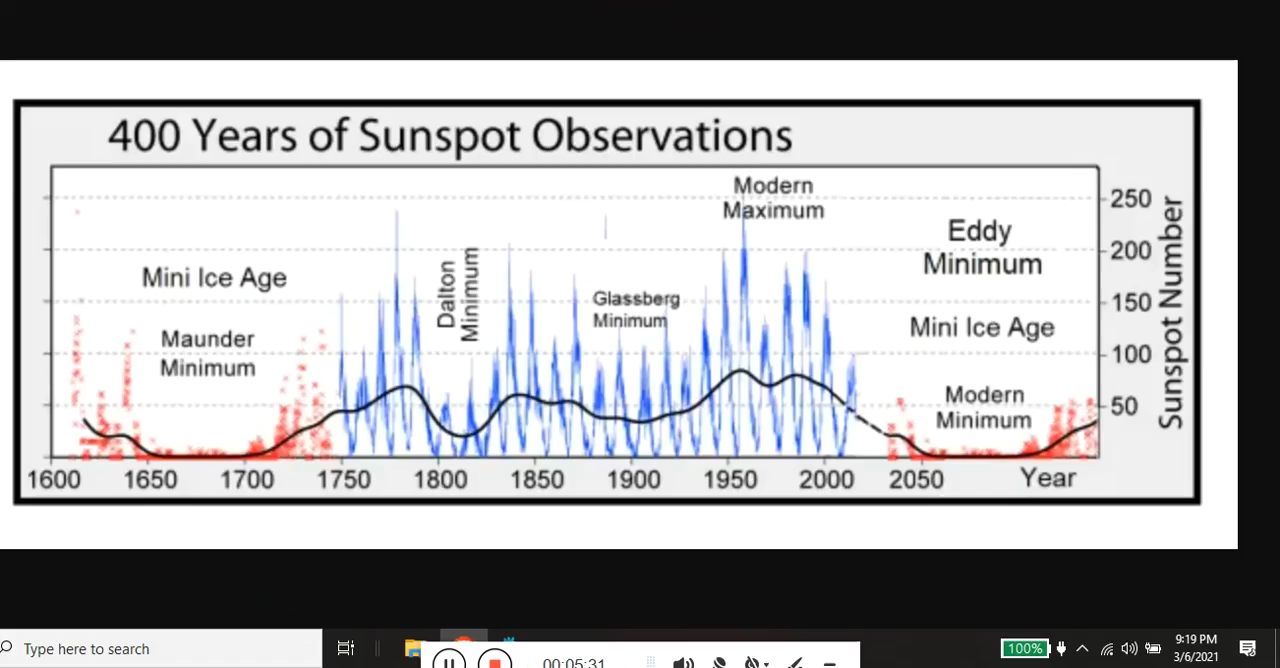 400 Years of Sunspot Observations
Modern
Maximum
250
Eddy
Minimum
200
Mini Ice Age
Dalton
Minimum
Glassberg
Minimum
150
Mini Ice Age
Maunder
Minimum
100
Modern
Minimum
50
Sunspot Number
1600 1650 1700 1750 1800 1850 1900 1950 2000 2050 Year
Type here to search
00:05:31
100%
9:19 PM
3/6/2021